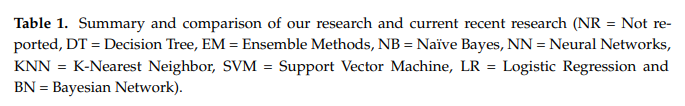 Table 1. Summary and comparison of our research and current recent research (NR = Not re-
ported, DT = Decision Tree, EM = Ensemble Methods, NB = Naïve Bayes, NN = Neural Networks,
KNN = K-Nearest Neighbor, SVM = Support Vector Machine, LR = Logistic Regression and
BN = Bayesian Network).